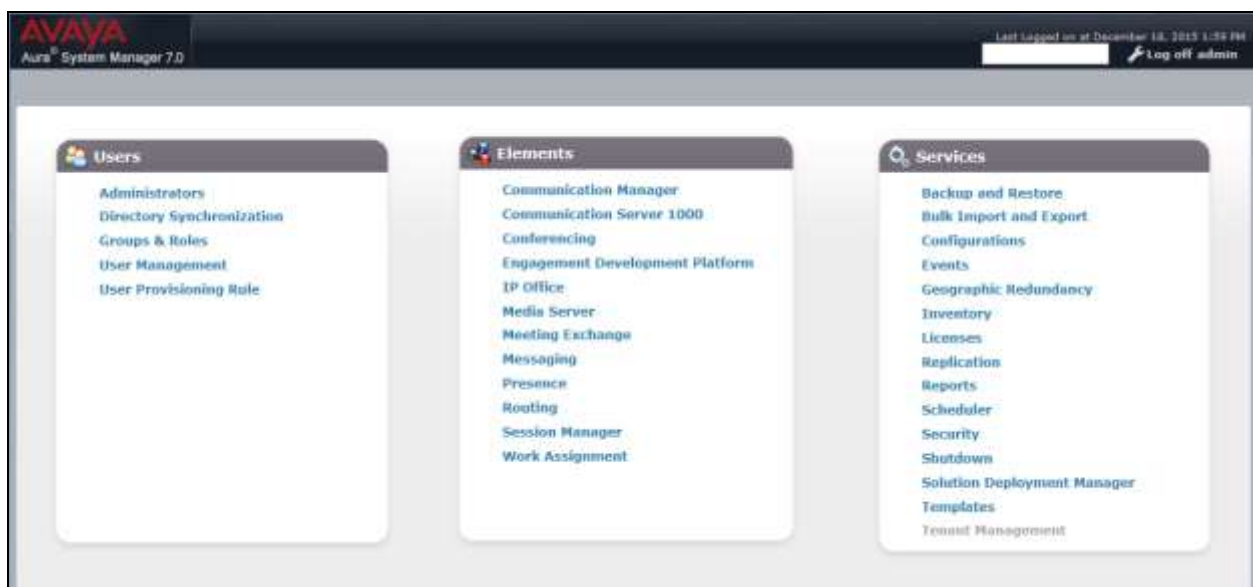 AVAYA
Aura® System Manager 7.0
Last Logged on at December 18, 2015 1:59 PM
Log off admin
Users
Administrators
Directory Synchronization
Groups & Roles
User Management
User Provisioning Rule
Elements
Communication Manager
Communication Server 1000
Conferencing
Engagement Development Platform
IP Office
Media Server
Meeting Exchange
Messaging
Presence
Routing
Session Manager
Work Assignment
Services
Backup and Restore
Bulk Import and Export
Configurations
Events
Geographic Redundancy
Inventory
Licenses
Replication
Reports
Scheduler
Security
Shutdown
Solution Deployment Manager
Templates
Tenant Management